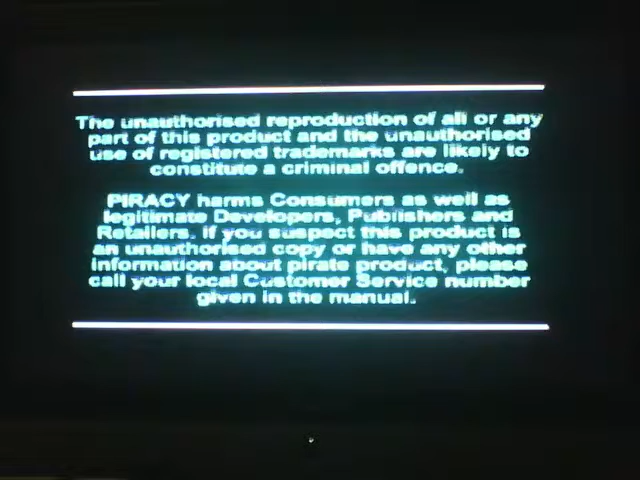 The unauthorised reproduction of all or any
part of this product and the unauthorised
use of registered trademarks are likely to
constitute a criminal offence.
PIRACY harms Consumers as well as
legitimate Developers, Publishers and
Retailers. If you suspect this product is
an unauthorised copy or have any other
information about pirate product, please
call your local Customer Service number
given in the manual.